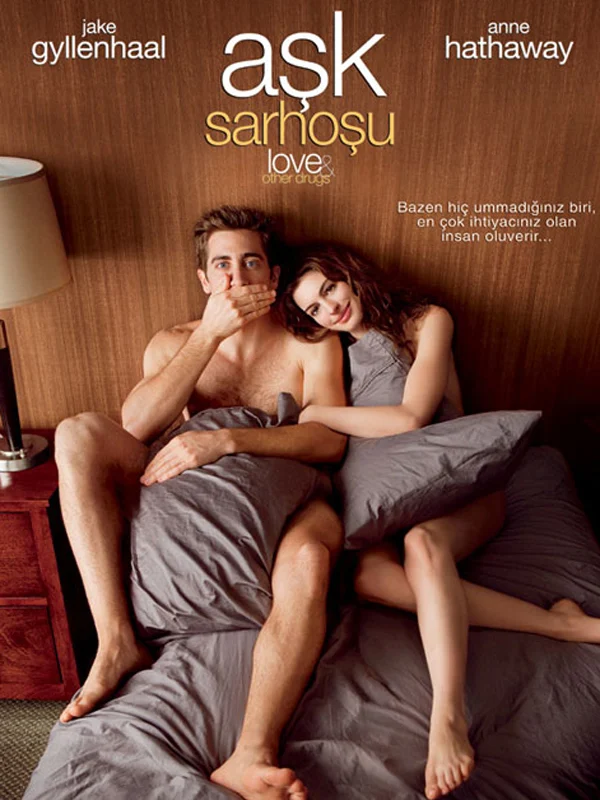 jake
gyllenhaal
anne
hathaway
aşk
sarhoşu
love &
other drugs
Bazen hiç ummadığınız biri,
en çok ihtiyacınız olan
insan oluverir...